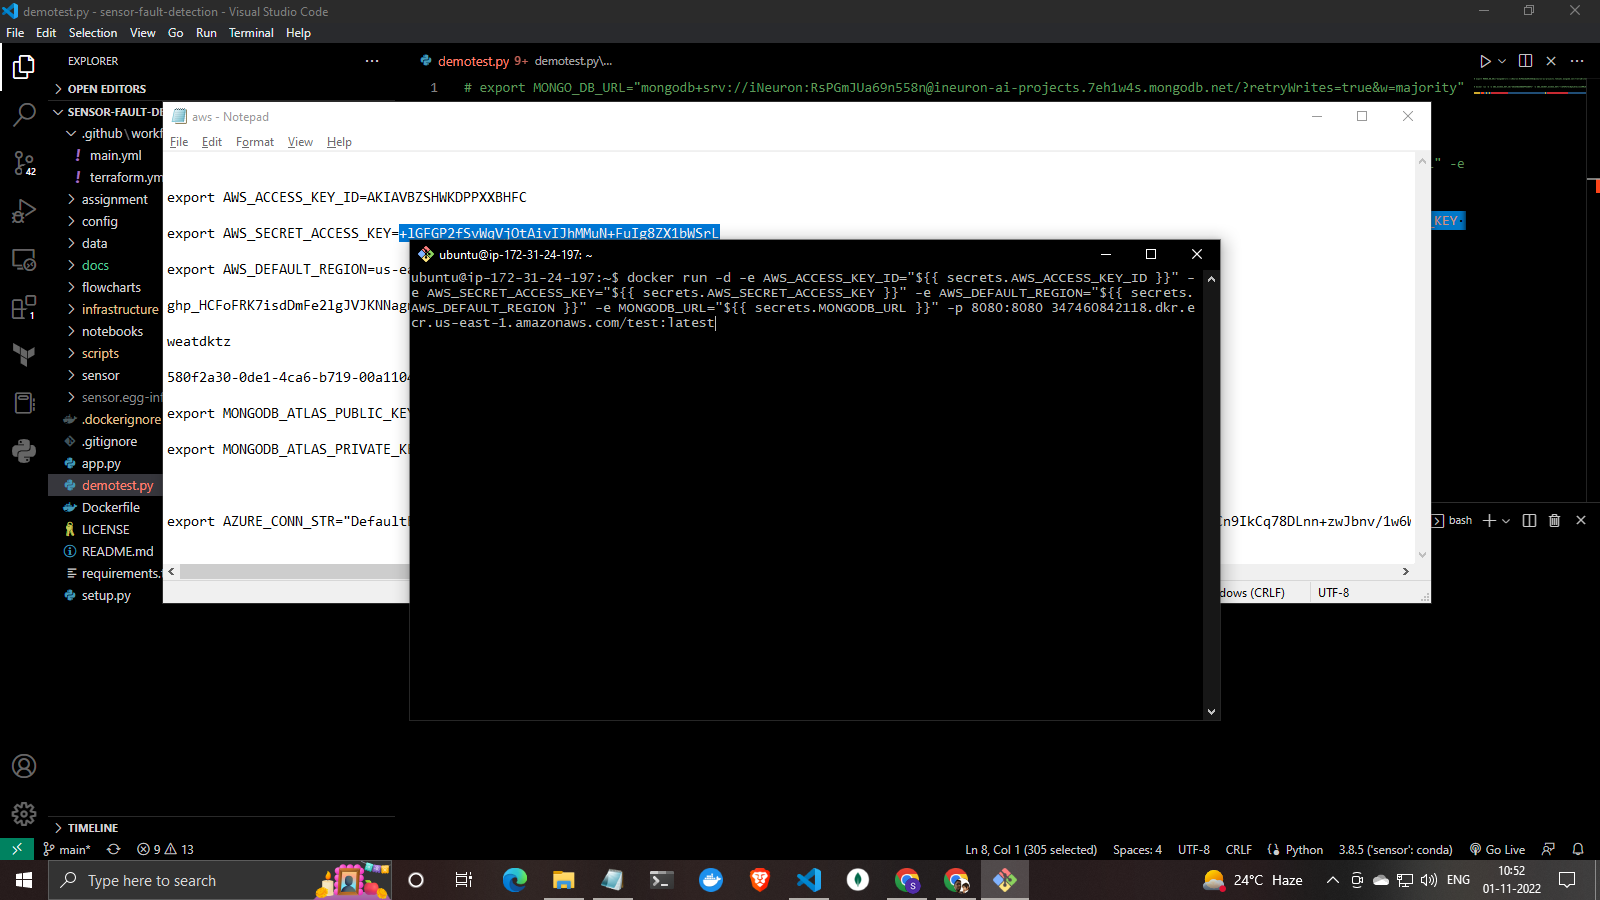 demotest.py - sensor-fault-detection - Visual Studio Code
File Edit Selection View Go Run Terminal Help
EXPLORER
demotest.py 9+ demotest.py\...
OPEN EDITORS
1 # export MONGO_DB_URL="mongodb+srv://iNeuron:RsPGmJUa69n558n@ineuron-ai-projects.7eh1w4s.mongodb.net/?retryWrites=true&w=majority"
SENSOR-FAULT-DE
.github\workf
main.yml
terraform.ym
assignment
config
data
docs
flowcharts
infrastructure
notebooks
scripts
sensor
sensor.egg-inf
.dockerignore
.gitignore
app.py
demotest.py
Dockerfile
LICENSE
README.md
requirements.
setup.py
42
1
aws - Notepad
File Edit Format View Help
export AWS_ACCESS_KEY_ID=AKIAVBZSHWKDPPXXBHFC
export AWS_SECRET_ACCESS_KEY=
export AWS_DEFAULT_REGION=us-ea
weatdktz
580f2a30-0de1-4ca6-b719-00a1104
export MONGODB_ATLAS_PUBLIC_KEY
export MONGODB_ATLAS_PRIVATE_K
export AZURE_CONN_STR="Default
Cn9IkCq78DLnn+zwJbnv/1w6W
dows (CRLF) UTF-8
" -e
_KEY
ubuntu@ip-172-31-24-197: ~
ubuntu@ip-172-31-24-197:~$ docker run -d -e AWS_ACCESS_KEY_ID="${{ secrets.AWS_ACCESS_KEY_ID }}" -
e AWS_SECRET_ACCESS_KEY="${{ secrets.AWS_SECRET_ACCESS_KEY }}" -e AWS_DEFAULT_REGION="${{ secrets.
AWS_DEFAULT_REGION }}" -e MONGODB_URL="${{ secrets.MONGODB_URL }}" -p 8080:8080 347460842118.dkr.e
cr.us-east-1.amazonaws.com/test:latest
bash
TIMELINE
main* 9 13
Ln 8, Col 1 (305 selected) Spaces: 4 UTF-8 CRLF Python 3.8.5 ('sensor': conda) Go Live
Type here to search
24°C Haze
ENG
10:52
01-11-2022